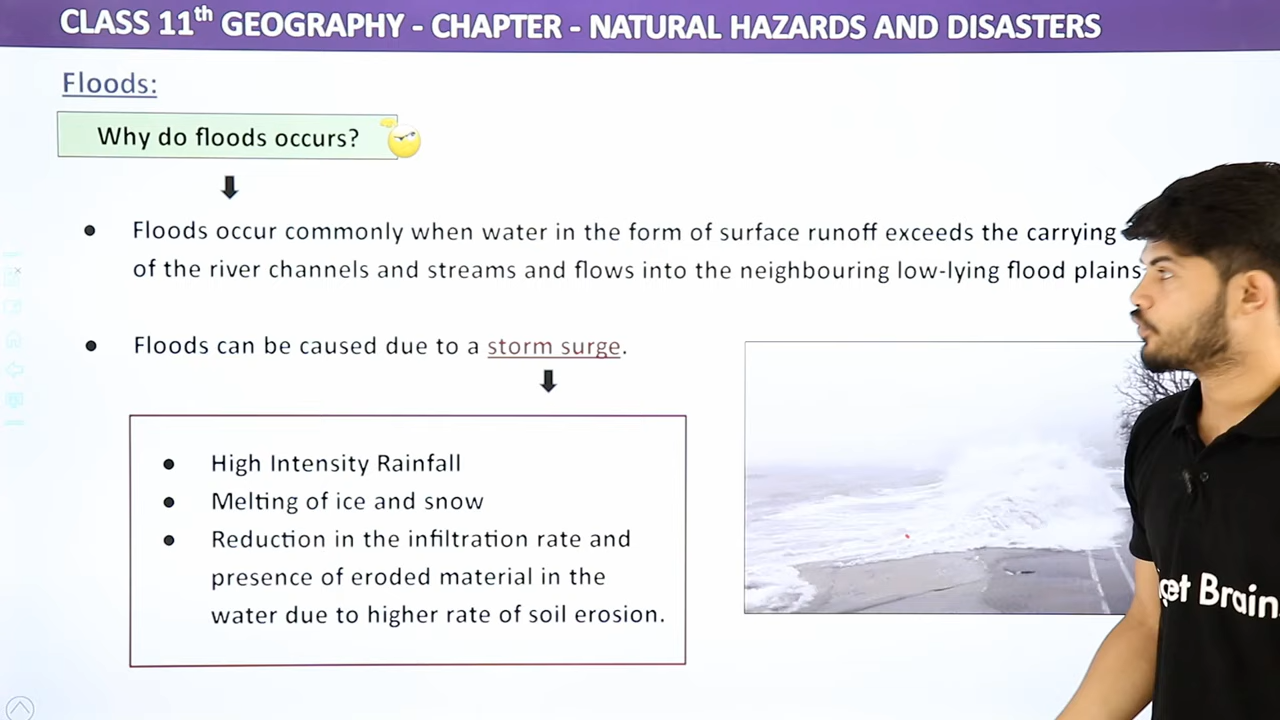 CLASS 11th GEOGRAPHY - CHAPTER - NATURAL HAZARDS AND DISASTERS
Floods:
Why do floods occurs?
Floods occur commonly when water in the form of surface runoff exceeds the carrying
of the river channels and streams and flows into the neighbouring low-lying flood plains
Floods can be caused due to a storm surge.
High Intensity Rainfall
Melting of ice and snow
Reduction in the infiltration rate and
presence of eroded material in the
water due to higher rate of soil erosion.
Brain